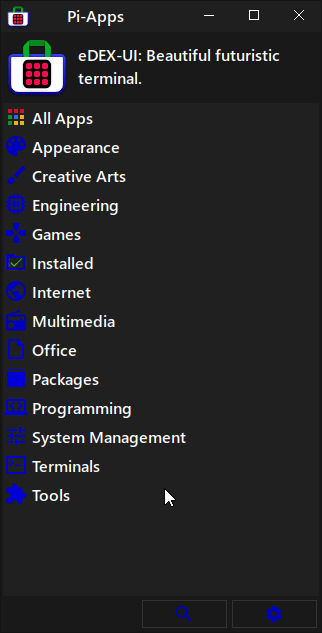 Pi-Apps
eDEX-UI: Beautiful futuristic
terminal.
All Apps
Appearance
Creative Arts
Engineering
Games
Installed
Internet
Multimedia
Office
Packages
Programming
System Management
Terminals
Tools